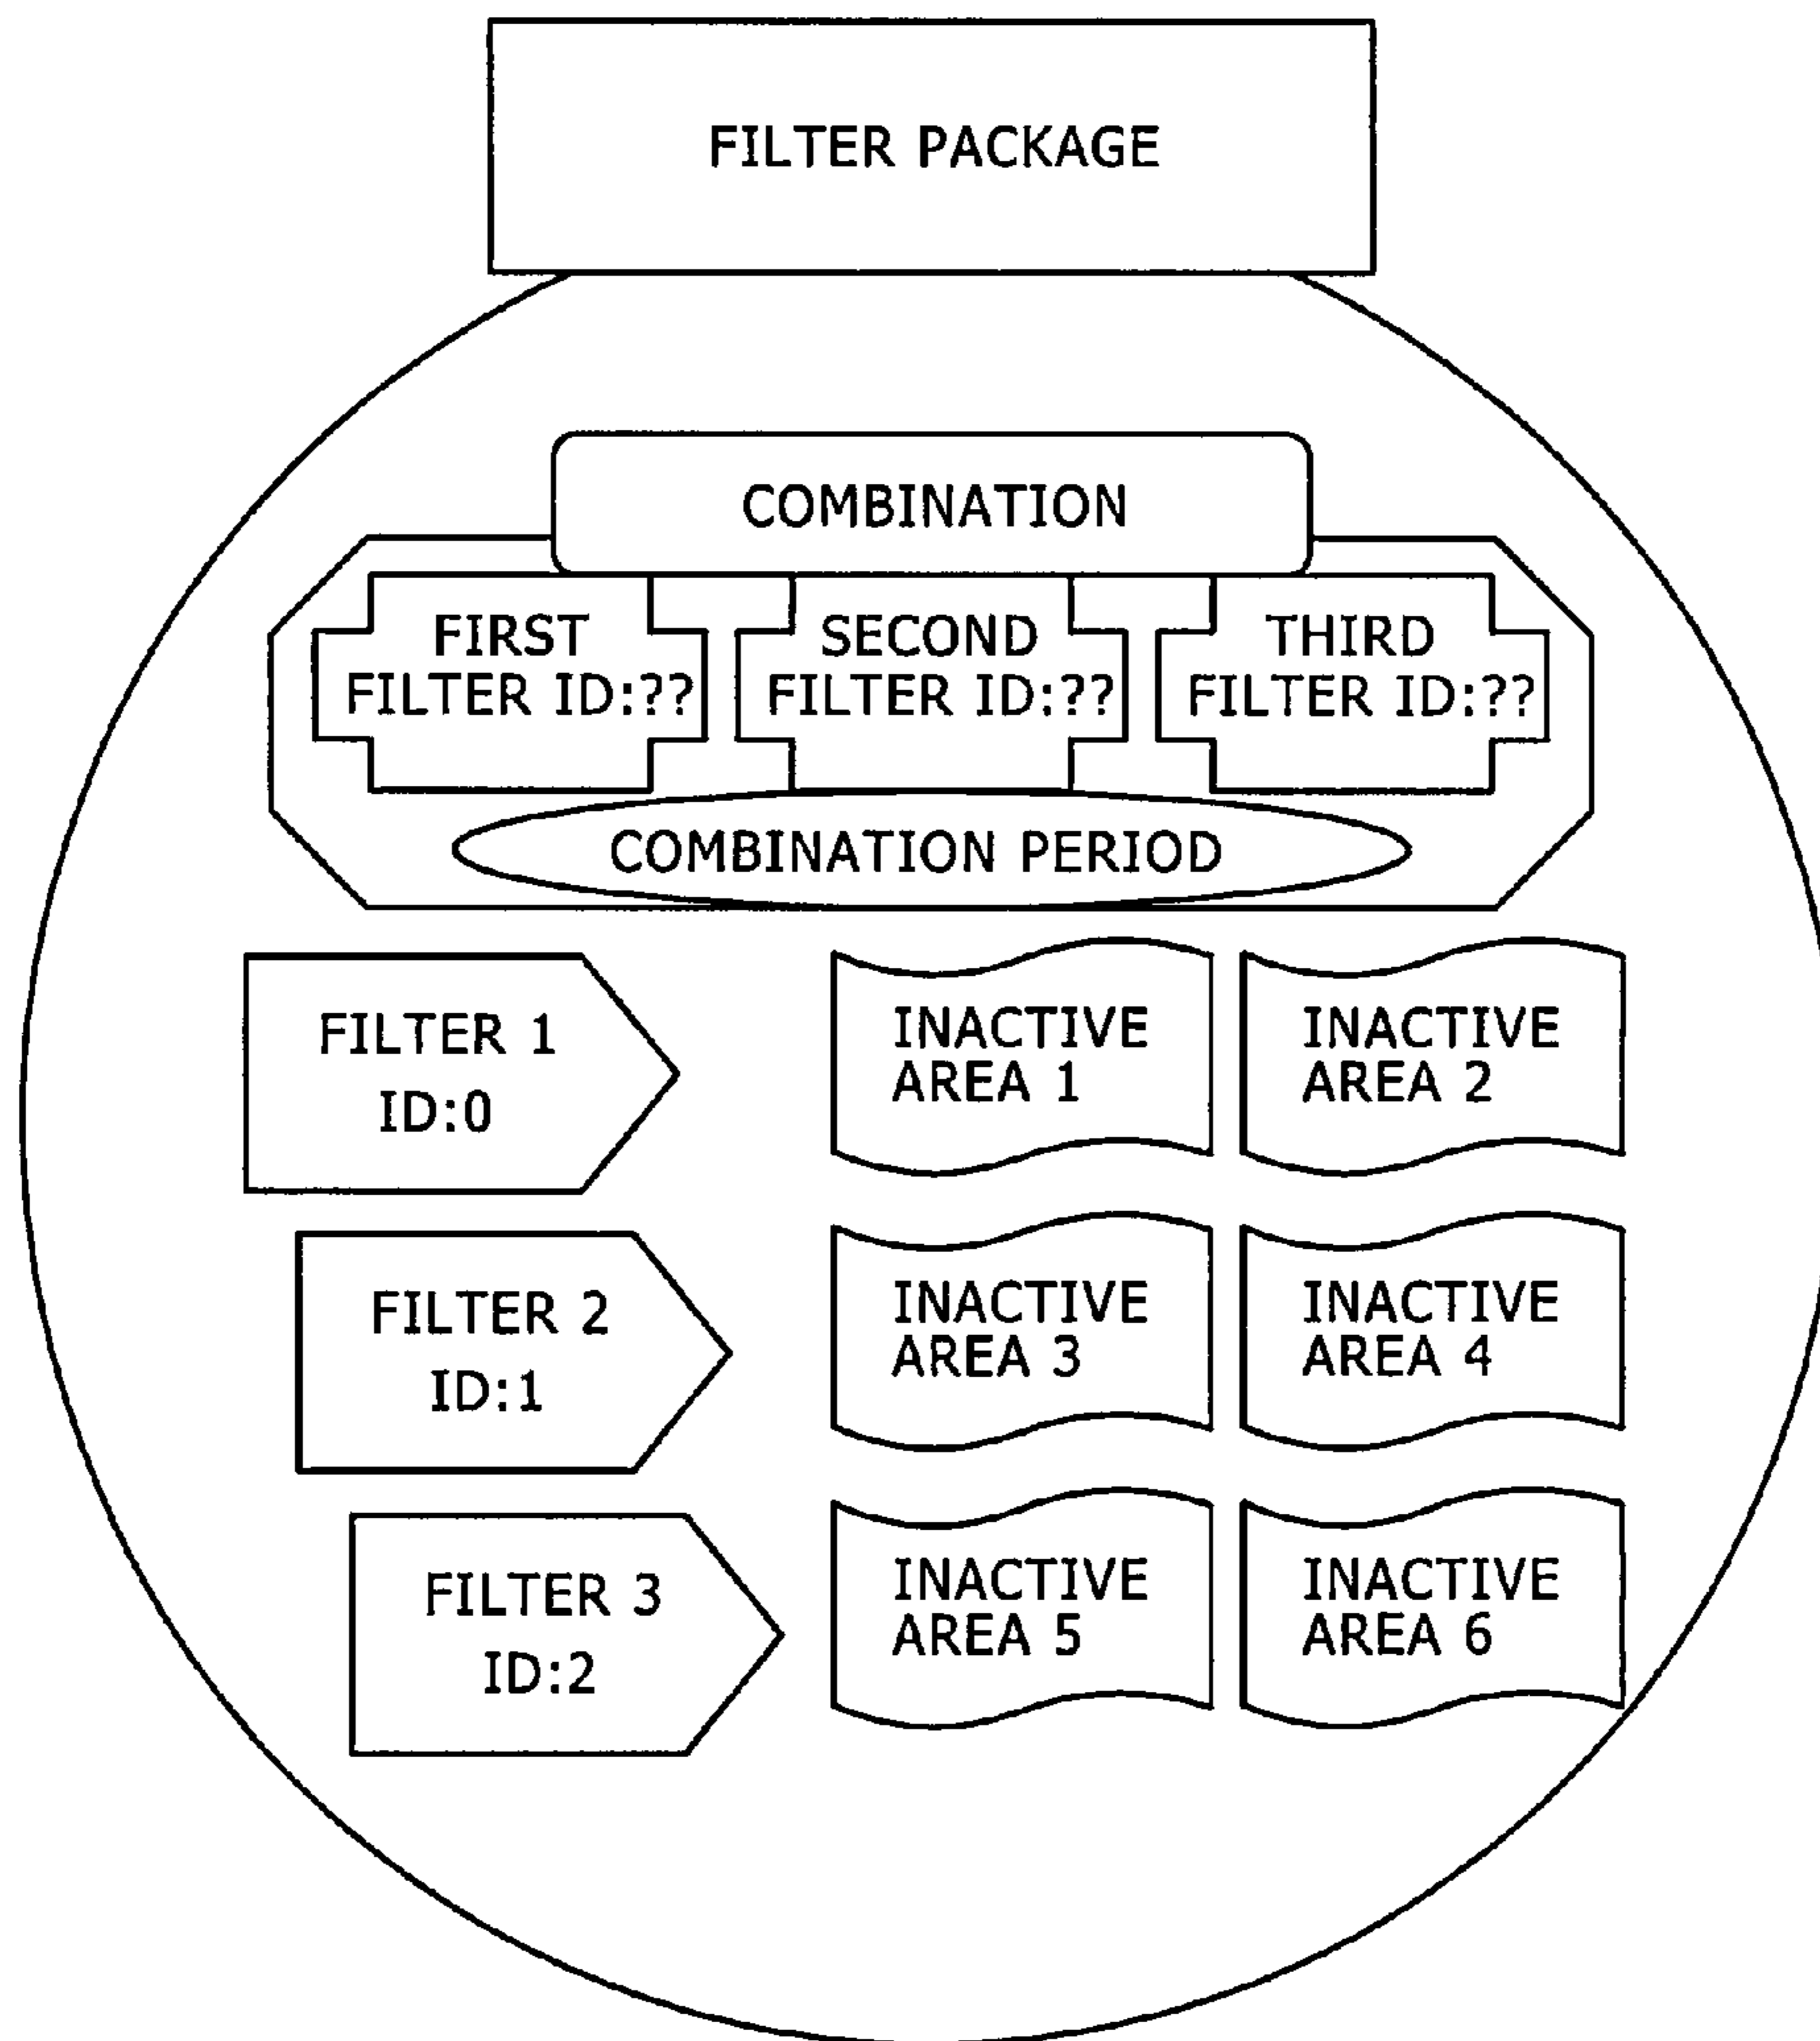 FILTER PACKAGE
COMBINATION
FIRST
FILTER ID:??
SECOND
FILTER ID:??
THIRD
FILTER ID:??
COMBINATION PERIOD
FILTER 1
ID:0
INACTIVE
AREA 1
INACTIVE
AREA 2
FILTER 2
ID:1
INACTIVE
AREA 3
INACTIVE
AREA 4
FILTER 3
ID:2
INACTIVE
AREA 5
INACTIVE
AREA 6